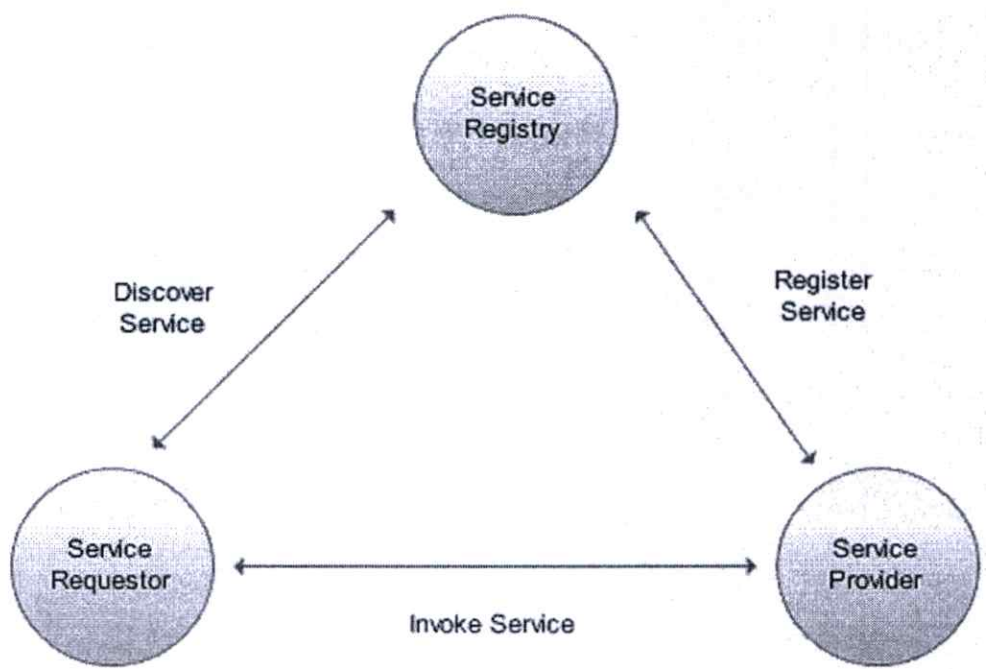 Service
Registry
Discover
Service
Register
Service
Service
Requestor
Service
Provider
Invoke Service